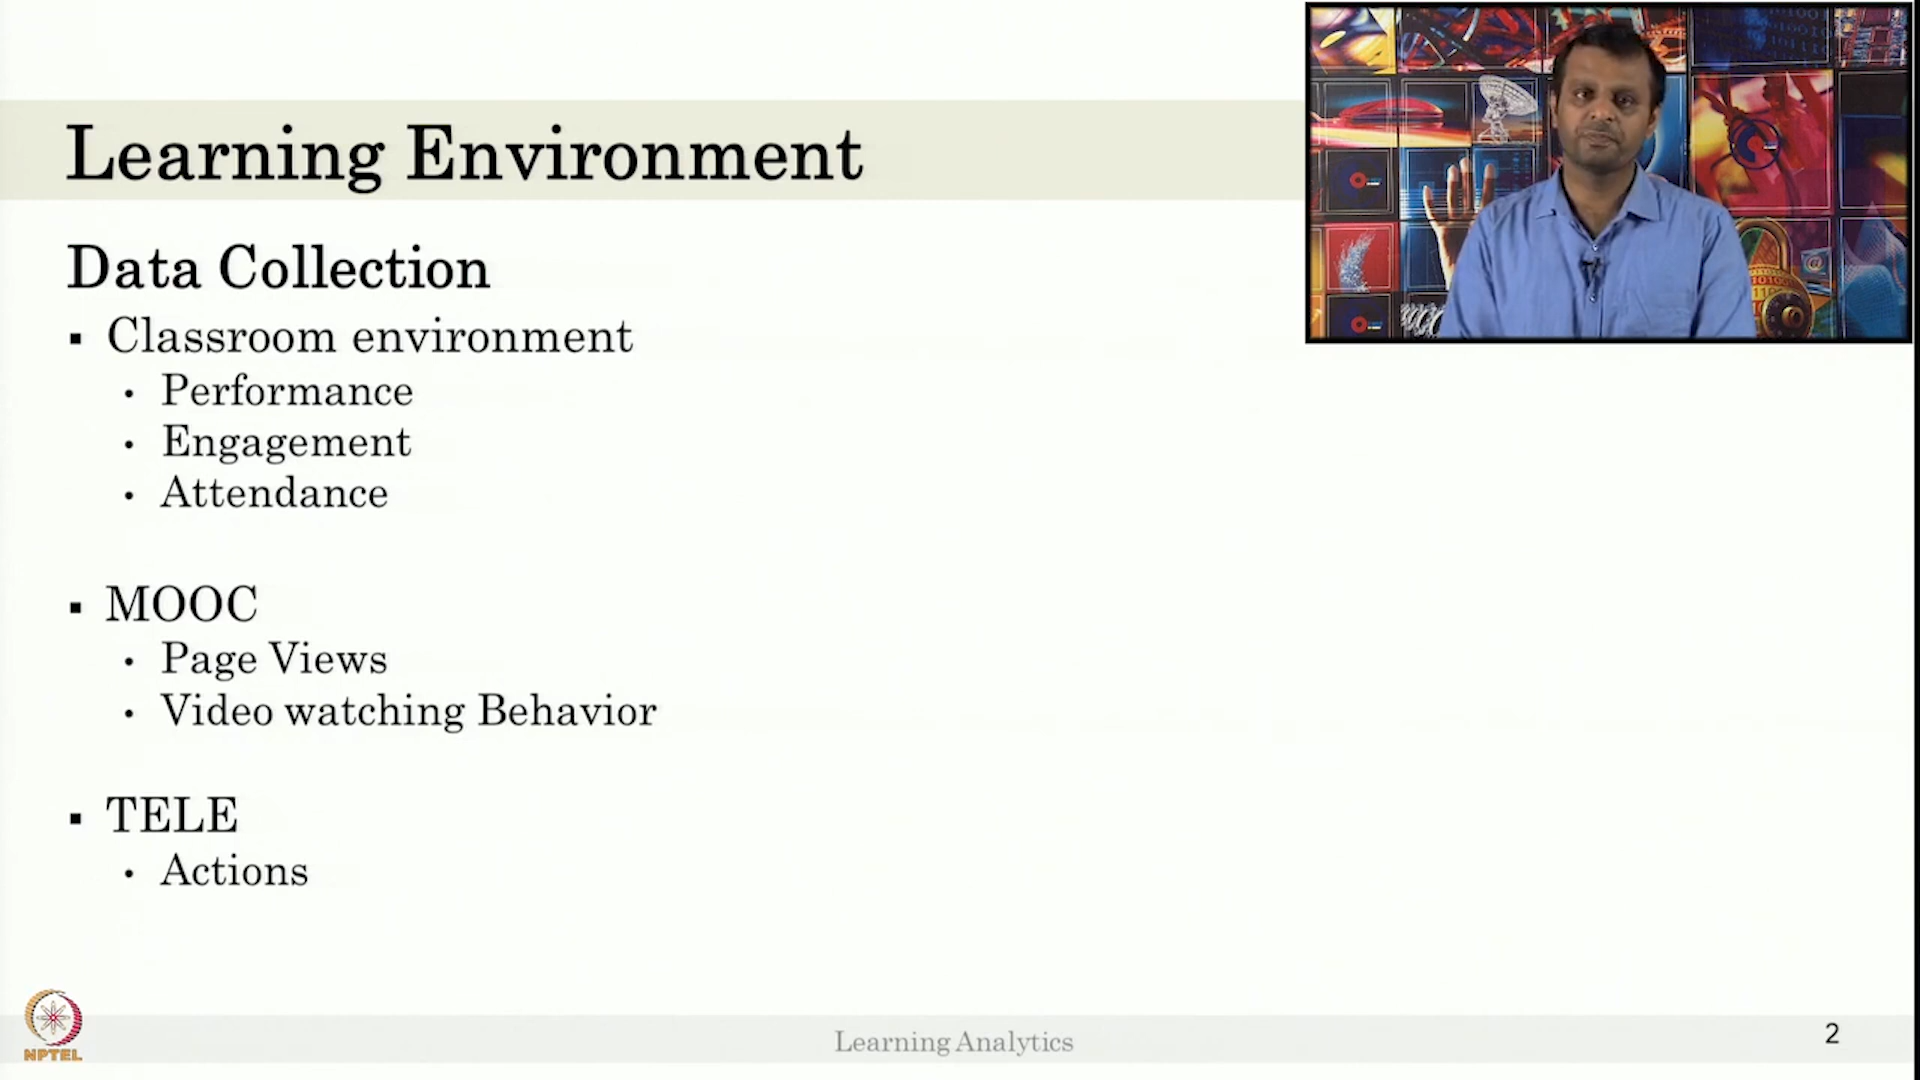 Learning Environment
Data Collection
▪ Classroom environment
• Performance
• Engagement
• Attendance
▪ MOOC
• Page Views
• Video watching Behavior
▪ TELE
• Actions
NPTEL
Learning Analytics
2